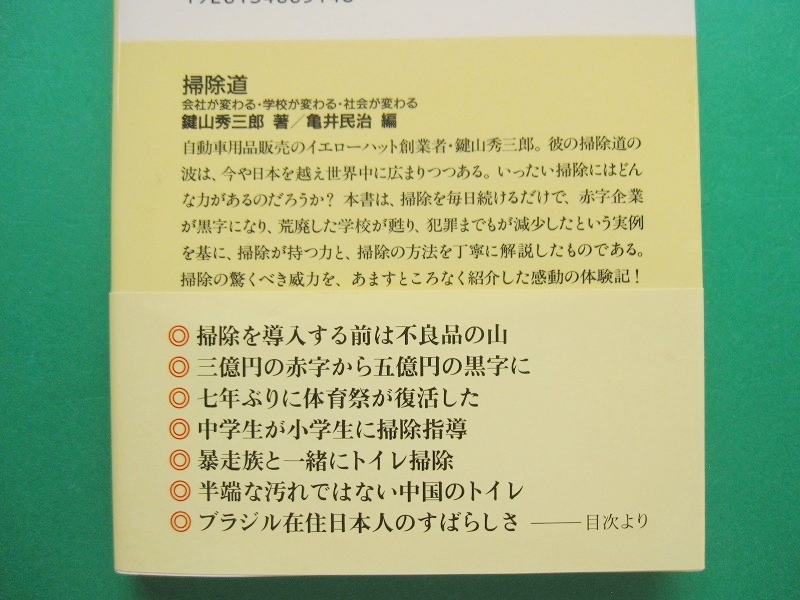 掃除道
会社が変わる・学校が変わる・社会が変わる
鍵山秀三郎 著／亀井民治 編
自動車用品販売のイエローハット創業者・鍵山秀三郎。彼の掃除道の
波は、今や日本を越え世界中に広まりつつある。いったい掃除にはどん
な力があるのだろうか？ 本書は、掃除を毎日続けるだけで、赤字企業
が黒字になり、荒廃した学校が甦り、犯罪までもが減少したという実例
を基に、掃除が持つ力と、掃除の方法を丁寧に解説したものである。
掃除の驚くべき威力を、あますところなく紹介した感動の体験記！
◎ 掃除を導入する前は不良品の山
◎ 三億円の赤字から五億円の黒字に
◎ 七年ぶりに体育祭が復活した
◎ 中学生が小学生に掃除指導
◎ 暴走族と一緒にトイレ掃除
◎ 半端な汚れではない中国のトイレ
◎ ブラジル在住日本人のすばらしさ ――― 目次より